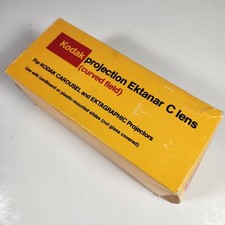 Kodak
projection Ektanar C lens
(curved field)
For KODAK CAROUSEL and EKTAGRAPHIC Projectors
Use with cardboard or plastic-mounted slides (not glass covered)